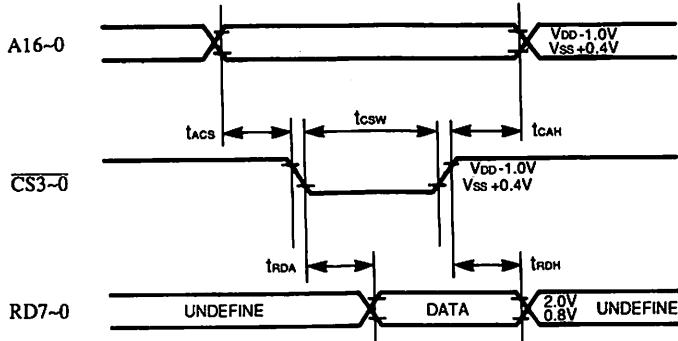 A16~0
VDD-1.0V
VSS+0.4V
tACS
tCSW
tCAH
CS3~0
VDD-1.0V
VSS+0.4V
tRDA
tRDH
RD7~0
UNDEFINE
DATA
2.0V
0.8V
UNDEFINE